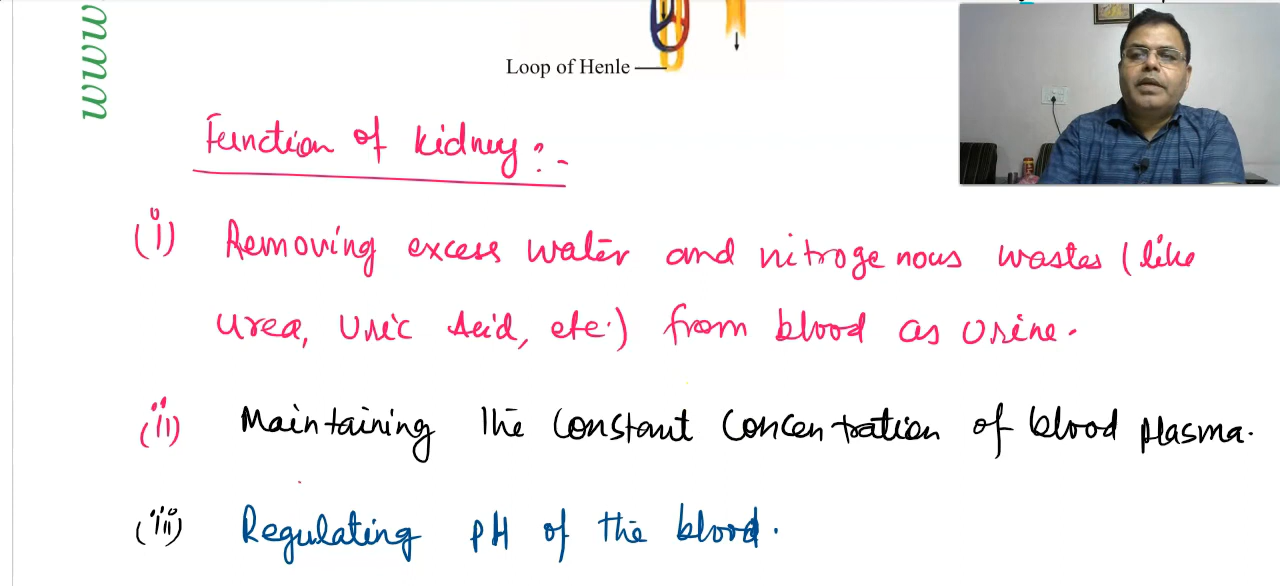 www
Loop of Henle
Function of kidney:-
(i) Removing excess water and nitrogenous wastes (like
urea, Uric Acid, etc.) from blood as urine.
(ii) Maintaining the constant concentration of blood plasma.
(iii) Regulating pH of the blood.